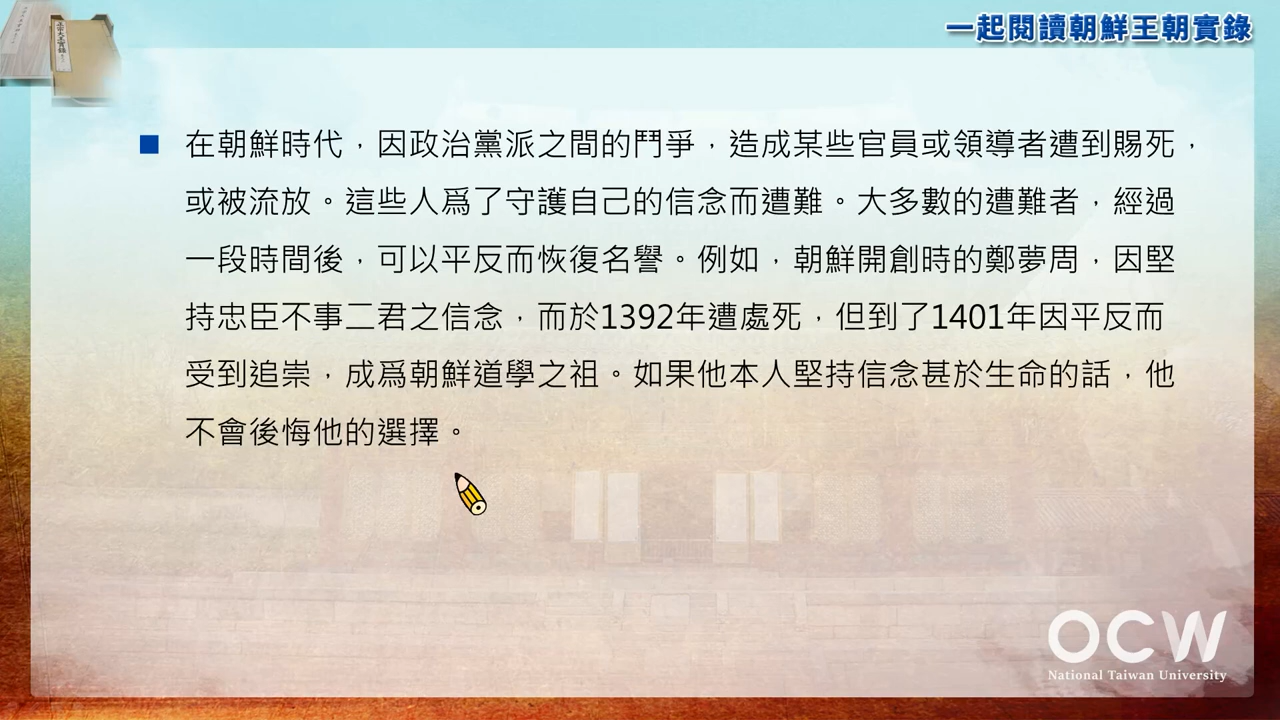 一起閱讀朝鮮王朝實錄
在朝鮮時代，因政治黨派之間的鬥爭，造成某些官員或領導者遭到賜死，
或被流放。這些人爲了守護自己的信念而遭難。大多數的遭難者，經過
一段時間後，可以平反而恢復名譽。例如，朝鮮開創時的鄭夢周，因堅
持忠臣不事二君之信念，而於1392年遭處死，但到了1401年因平反而
受到追崇，成爲朝鮮道學之祖。如果他本人堅持信念甚於生命的話，他
不會後悔他的選擇。
OCW
National Taiwan University